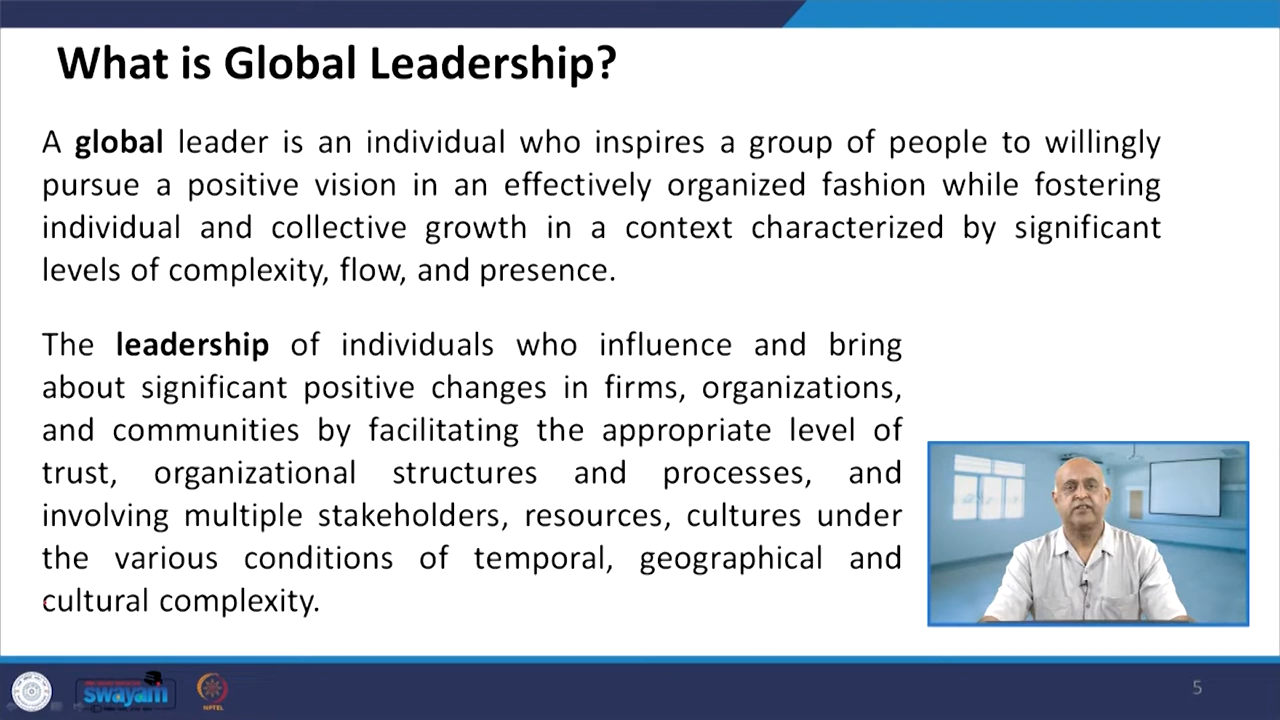 What is Global Leadership?
A global leader is an individual who inspires a group of people to willingly
pursue a positive vision in an effectively organized fashion while fostering
individual and collective growth in a context characterized by significant
levels of complexity, flow, and presence.
The leadership of individuals who influence and bring
about significant positive changes in firms, organizations,
and communities by facilitating the appropriate level of
trust, organizational structures and processes, and
involving multiple stakeholders, resources, cultures under
the various conditions of temporal, geographical and
cultural complexity.
swayam
NPTEL
5